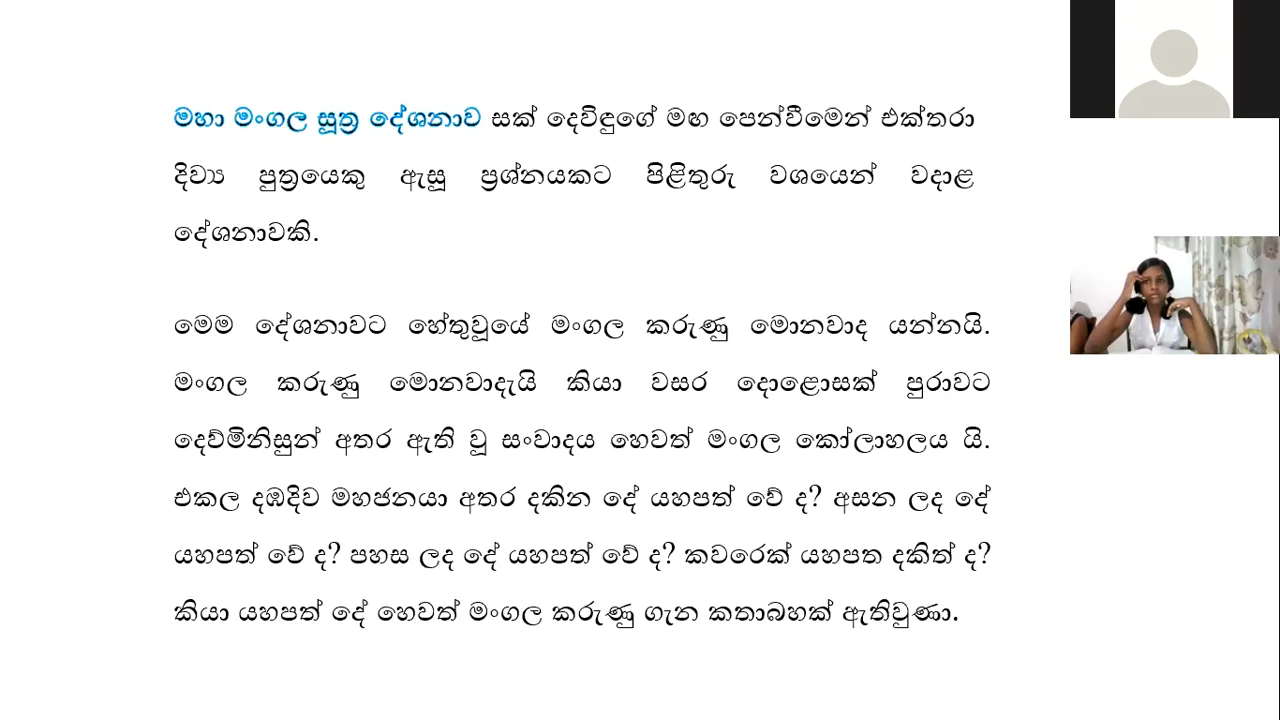 මහා මංගල සූත්‍ර දේශනාව සක් දෙවිඳුගේ මඟ පෙන්වීමෙන් එක්තරා
දිව්‍ය පුත්‍රයෙකු ඇසූ ප්‍රශ්නයකට පිළිතුරු වශයෙන් වදාළ
දේශනාවකි.
මෙම දේශනාවට හේතුවූයේ මංගල කරුණු මොනවාද යන්නයි.
මංගල කරුණු මොනවාදැයි කියා වසර දොළොසක් පුරාවට
දෙව්මිනිසුන් අතර ඇති වූ සංවාදය හෙවත් මංගල කෝලාහලය යි.
එකල දඹදිව මහජනයා අතර දකින දේ යහපත් වේ ද? අසන ලද දේ
යහපත් වේ ද? පහස ලද දේ යහපත් වේ ද? කවරෙක් යහපත දකිත් ද?
කියා යහපත් දේ හෙවත් මංගල කරුණු ගැන කතාබහක් ඇතිවුණා.